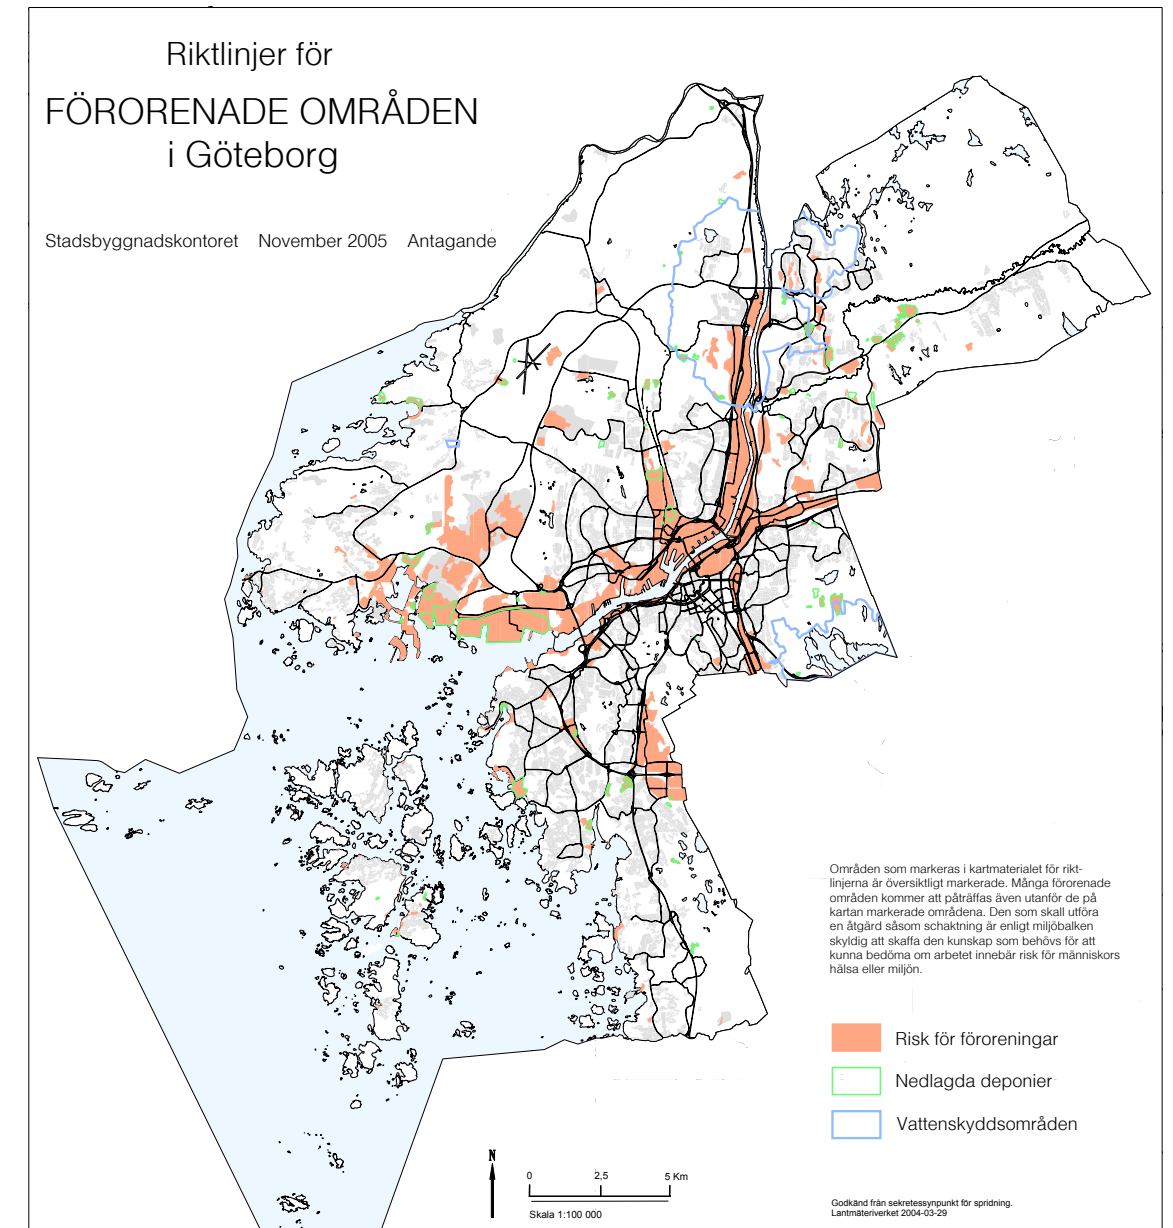 Riktlinjer för
FÖRORENADE OMRÅDEN
i Göteborg
Stadsbyggnadskontoret November 2005 Antagande
Områden som markeras i kartmaterialet för rikt-
linjerna är översiktligt markerade. Många förorenade
områden kommer att påträffas även utanför de på
kartan markerade områdena. Den som skall utföra
en åtgärd såsom schaktning är enligt miljöbalken
skyldig att skaffa den kunskap som behövs för att
kunna bedöma om arbetet innebär risk för människors
hälsa eller miljön.
Risk för föroreningar
Nedlagda deponier
Vattenskyddsområden
N
0 2,5 5 Km
Skala 1:100 000
Godkänd från sekretessynpunkt för spridning.
Lantmäteriverket 2004-03-29